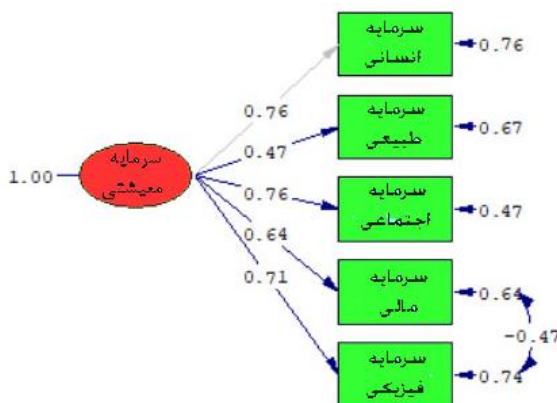 سرمایه
انسانی
0.76
0.76
سرمایه
طبیعی
0.67
0.47
سرمایه
معیشتی
1.00
سرمایه
اجتماعی
0.47
0.76
0.64
سرمایه
مالی
0.64
0.71
-0.47
سرمایه
فیزیکی
0.74